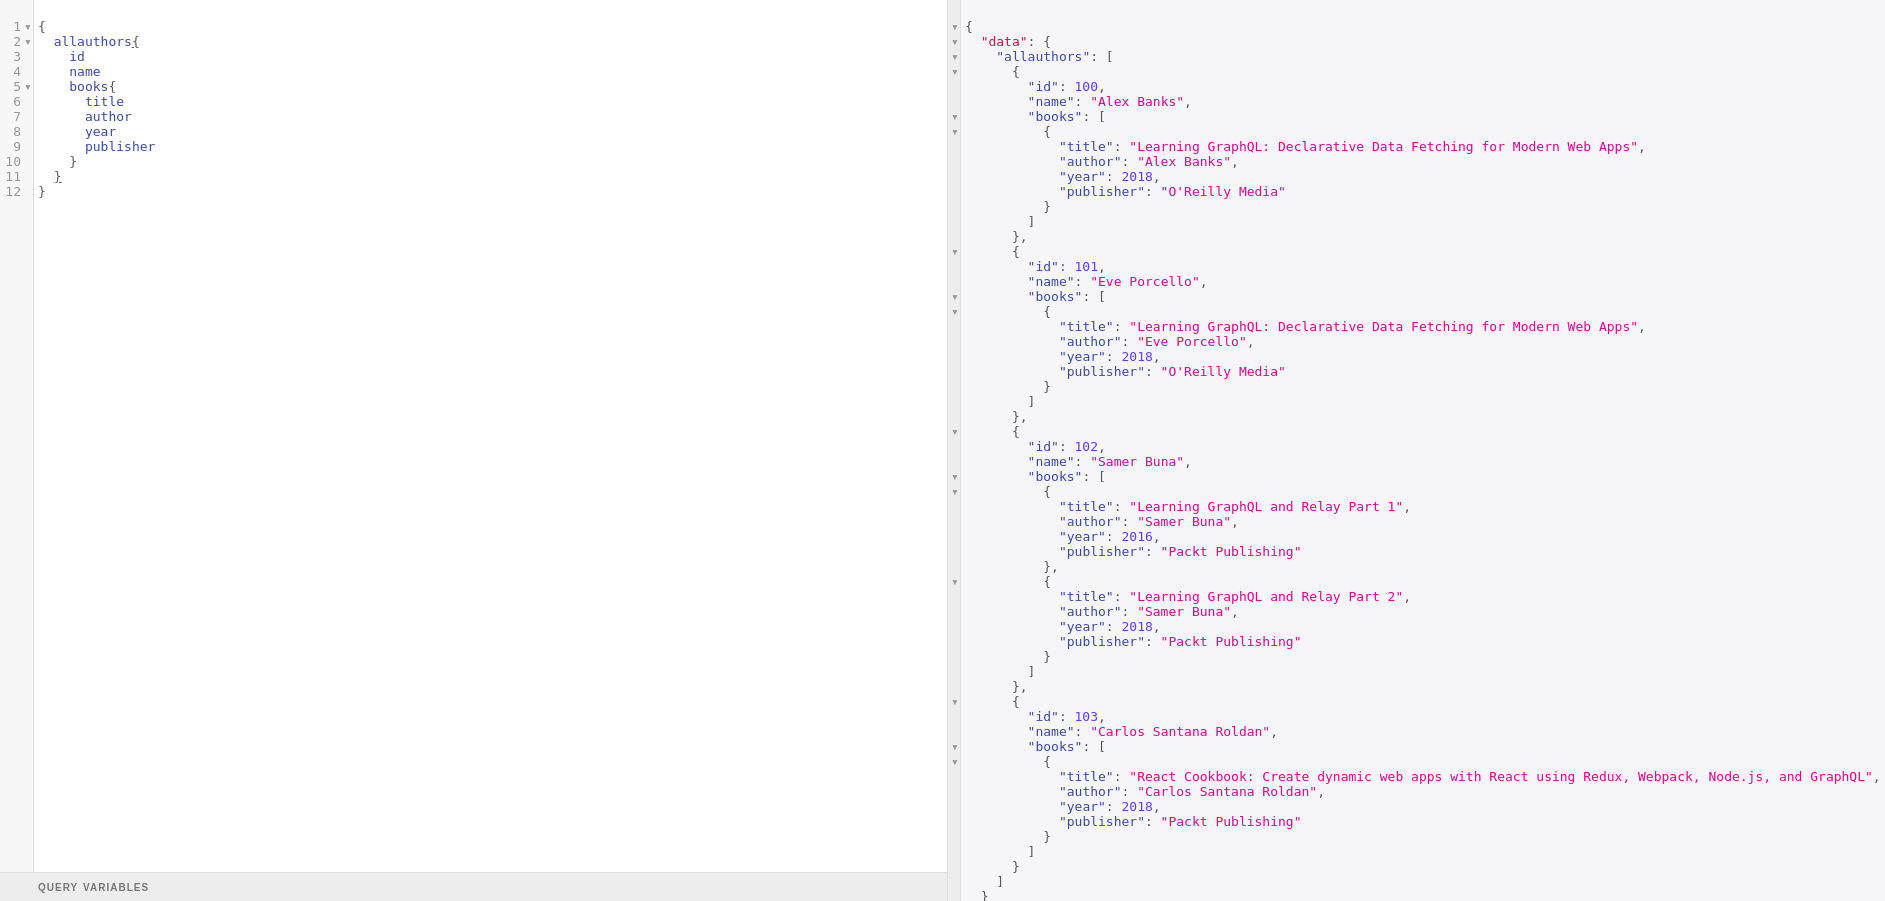 1 {
2   allauthors{
3     id
4     name
5     books{
6       title
7       author
8       year
9       publisher
10     }
11   }
12 }
QUERY VARIABLES
{
  "data": {
    "allauthors": [
      {
        "id": 100,
        "name": "Alex Banks",
        "books": [
          {
            "title": "Learning GraphQL: Declarative Data Fetching for Modern Web Apps",
            "author": "Alex Banks",
            "year": 2018,
            "publisher": "O'Reilly Media"
          }
        ]
      },
      {
        "id": 101,
        "name": "Eve Porcello",
        "books": [
          {
            "title": "Learning GraphQL: Declarative Data Fetching for Modern Web Apps",
            "author": "Eve Porcello",
            "year": 2018,
            "publisher": "O'Reilly Media"
          }
        ]
      },
      {
        "id": 102,
        "name": "Samer Buna",
        "books": [
          {
            "title": "Learning GraphQL and Relay Part 1",
            "author": "Samer Buna",
            "year": 2016,
            "publisher": "Packt Publishing"
          },
          {
            "title": "Learning GraphQL and Relay Part 2",
            "author": "Samer Buna",
            "year": 2018,
            "publisher": "Packt Publishing"
          }
        ]
      },
      {
        "id": 103,
        "name": "Carlos Santana Roldan",
        "books": [
          {
            "title": "React Cookbook: Create dynamic web apps with React using Redux, Webpack, Node.js, and GraphQL",
            "author": "Carlos Santana Roldan",
            "year": 2018,
            "publisher": "Packt Publishing"
          }
        ]
      }
    ]
  }